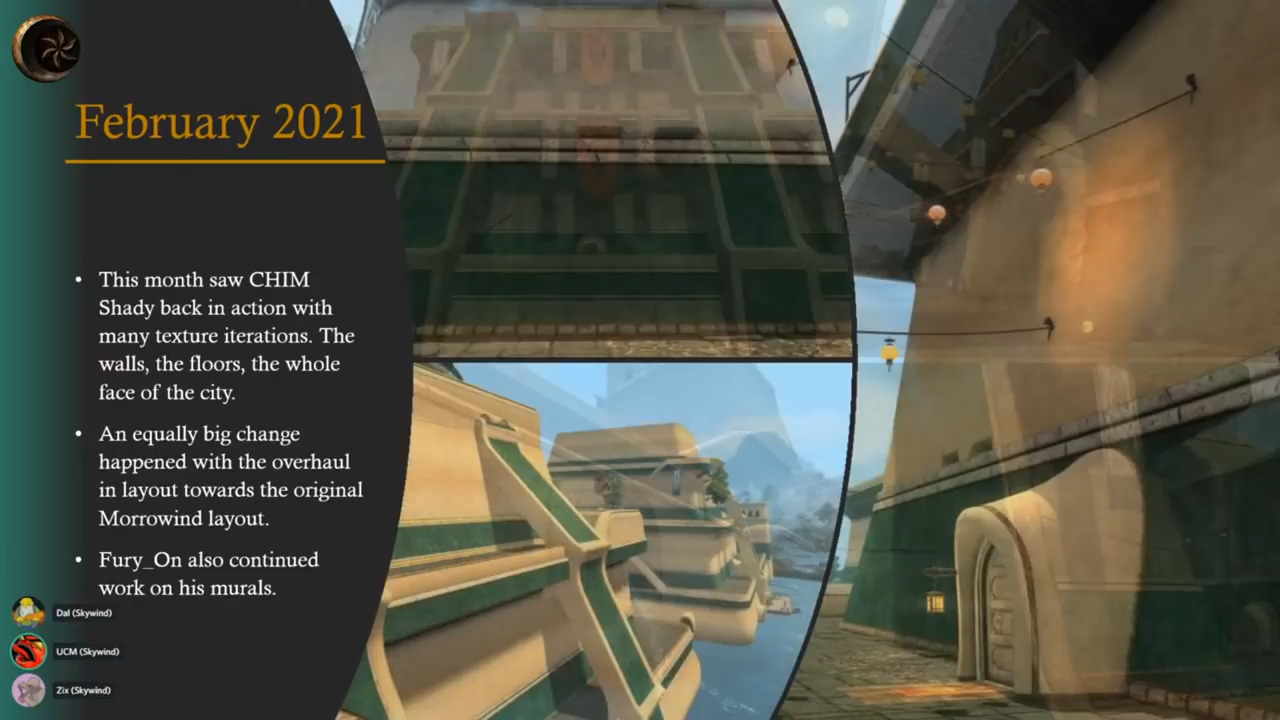 February 2021
• This month saw CHIM
Shady back in action with
many texture iterations. The
walls, the floors, the whole
face of the city.
• An equally big change
happened with the overhaul
in layout towards the original
Morrowind layout.
• Fury_On also continued
work on his murals.
Dal (Skywind)
UCM (Skywind)
Zix (Skywind)